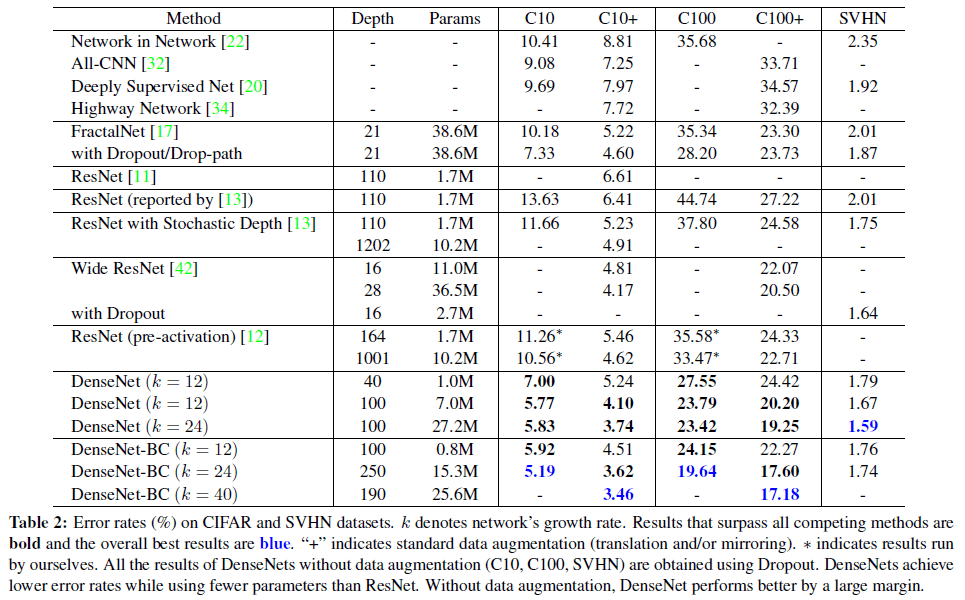 Method Depth Params C10 C10+ C100 C100+ SVHN
Network in Network [22] - - 10.41 8.81 35.68 - 2.35
All-CNN [32] - - 9.08 7.25 - 33.71 -
Deeply Supervised Net [20] - - 9.69 7.97 - 34.57 1.92
Highway Network [34] - - - 7.72 - 32.39 -
FractalNet [17] 21 38.6M 10.18 5.22 35.34 23.30 2.01
with Dropout/Drop-path 21 38.6M 7.33 4.60 28.20 23.73 1.87
ResNet [11] 110 1.7M - 6.61 - - -
ResNet (reported by [13]) 110 1.7M 13.63 6.41 44.74 27.22 2.01
ResNet with Stochastic Depth [13] 110 1.7M 11.66 5.23 37.80 24.58 1.75
1202 10.2M - 4.91 - - -
Wide ResNet [42] 16 11.0M - 4.81 - 22.07 -
28 36.5M - 4.17 - 20.50 -
with Dropout 16 2.7M - - - - 1.64
ResNet (pre-activation) [12] 164 1.7M 11.26* 5.46 35.58* 24.33 -
1001 10.2M 10.56* 4.62 33.47* 22.71 -
DenseNet (k = 12) 40 1.0M 7.00 5.24 27.55 24.42 1.79
DenseNet (k = 12) 100 7.0M 5.77 4.10 23.79 20.20 1.67
DenseNet (k = 24) 100 27.2M 5.83 3.74 23.42 19.25 1.59
DenseNet-BC (k = 12) 100 0.8M 5.92 4.51 24.15 22.27 1.76
DenseNet-BC (k = 24) 250 15.3M 5.19 3.62 19.64 17.60 1.74
DenseNet-BC (k = 40) 190 25.6M - 3.46 - 17.18 -
Table 2: Error rates (%) on CIFAR and SVHN datasets. k denotes network's growth rate. Results that surpass all competing methods are
bold and the overall best results are blue. “+” indicates standard data augmentation (translation and/or mirroring). * indicates results run
by ourselves. All the results of DenseNets without data augmentation (C10, C100, SVHN) are obtained using Dropout. DenseNets achieve
lower error rates while using fewer parameters than ResNet. Without data augmentation, DenseNet performs better by a large margin.